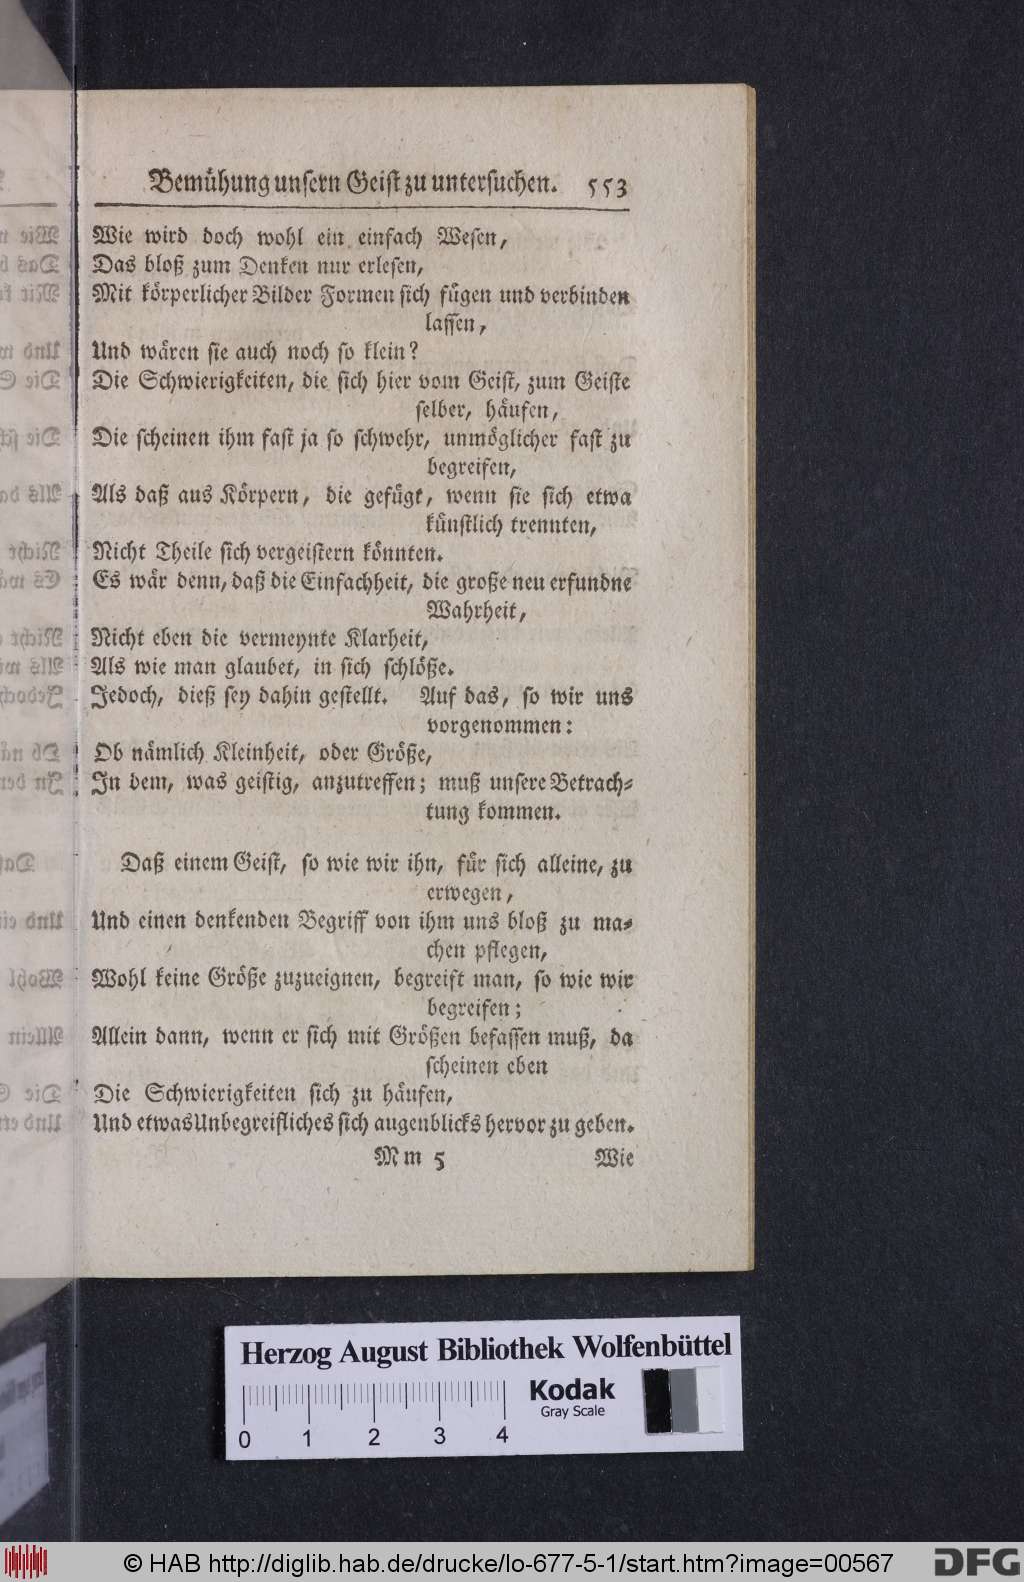 Bemühung unsern Geist zu untersuchen. 553
Wie wird doch wohl ein einfach Wesen,
Das bloß zum Denken nur erlesen,
Mit körperlicher Bilder Formen sich fügen und verbinden
lassen,
Und wären sie auch noch so klein?
Die Schwierigkeiten, die sich hier vom Geist, zum Geiste
selber, häufen,
Die scheinen ihm fast ja so schwehr, unmöglicher fast zu
begreifen,
Als daß aus Körpern, die gefügt, wenn sie sich etwa
künstlich trennten,
Nicht Theile sich vergeistern könnten.
Es wär denn, daß die Einfachheit, die große neu erfundne
Wahrheit,
Nicht eben die vermeynte Klarheit,
Als wie man glaubet, in sich schlöße.
Jedoch, dieß sey dahin gestellt. Auf das, so wir uns
vorgenommen:
Ob nämlich Kleinheit, oder Größe,
In dem, was geistig, anzutreffen; muß unsere Betrach-
tung kommen.
Daß einem Geist, so wie wir ihn, für sich alleine, zu
erwegen,
Und einen denkenden Begriff von ihm uns bloß zu ma-
chen pflegen,
Wohl keine Größe zuzueignen, begreift man, so wie wir
begreifen;
Allein dann, wenn er sich mit Größen befassen muß, da
scheinen eben
Die Schwierigkeiten sich zu häufen,
Und etwas Unbegreifliches sich augenblicks hervor zu geben.
Mm 5 Wie
Herzog August Bibliothek Wolfenbüttel
Kodak
Gray Scale
0 1 2 3 4
© HAB http://diglib.hab.de/drucke/lo-677-5-1/start.htm?image=00567
DFG